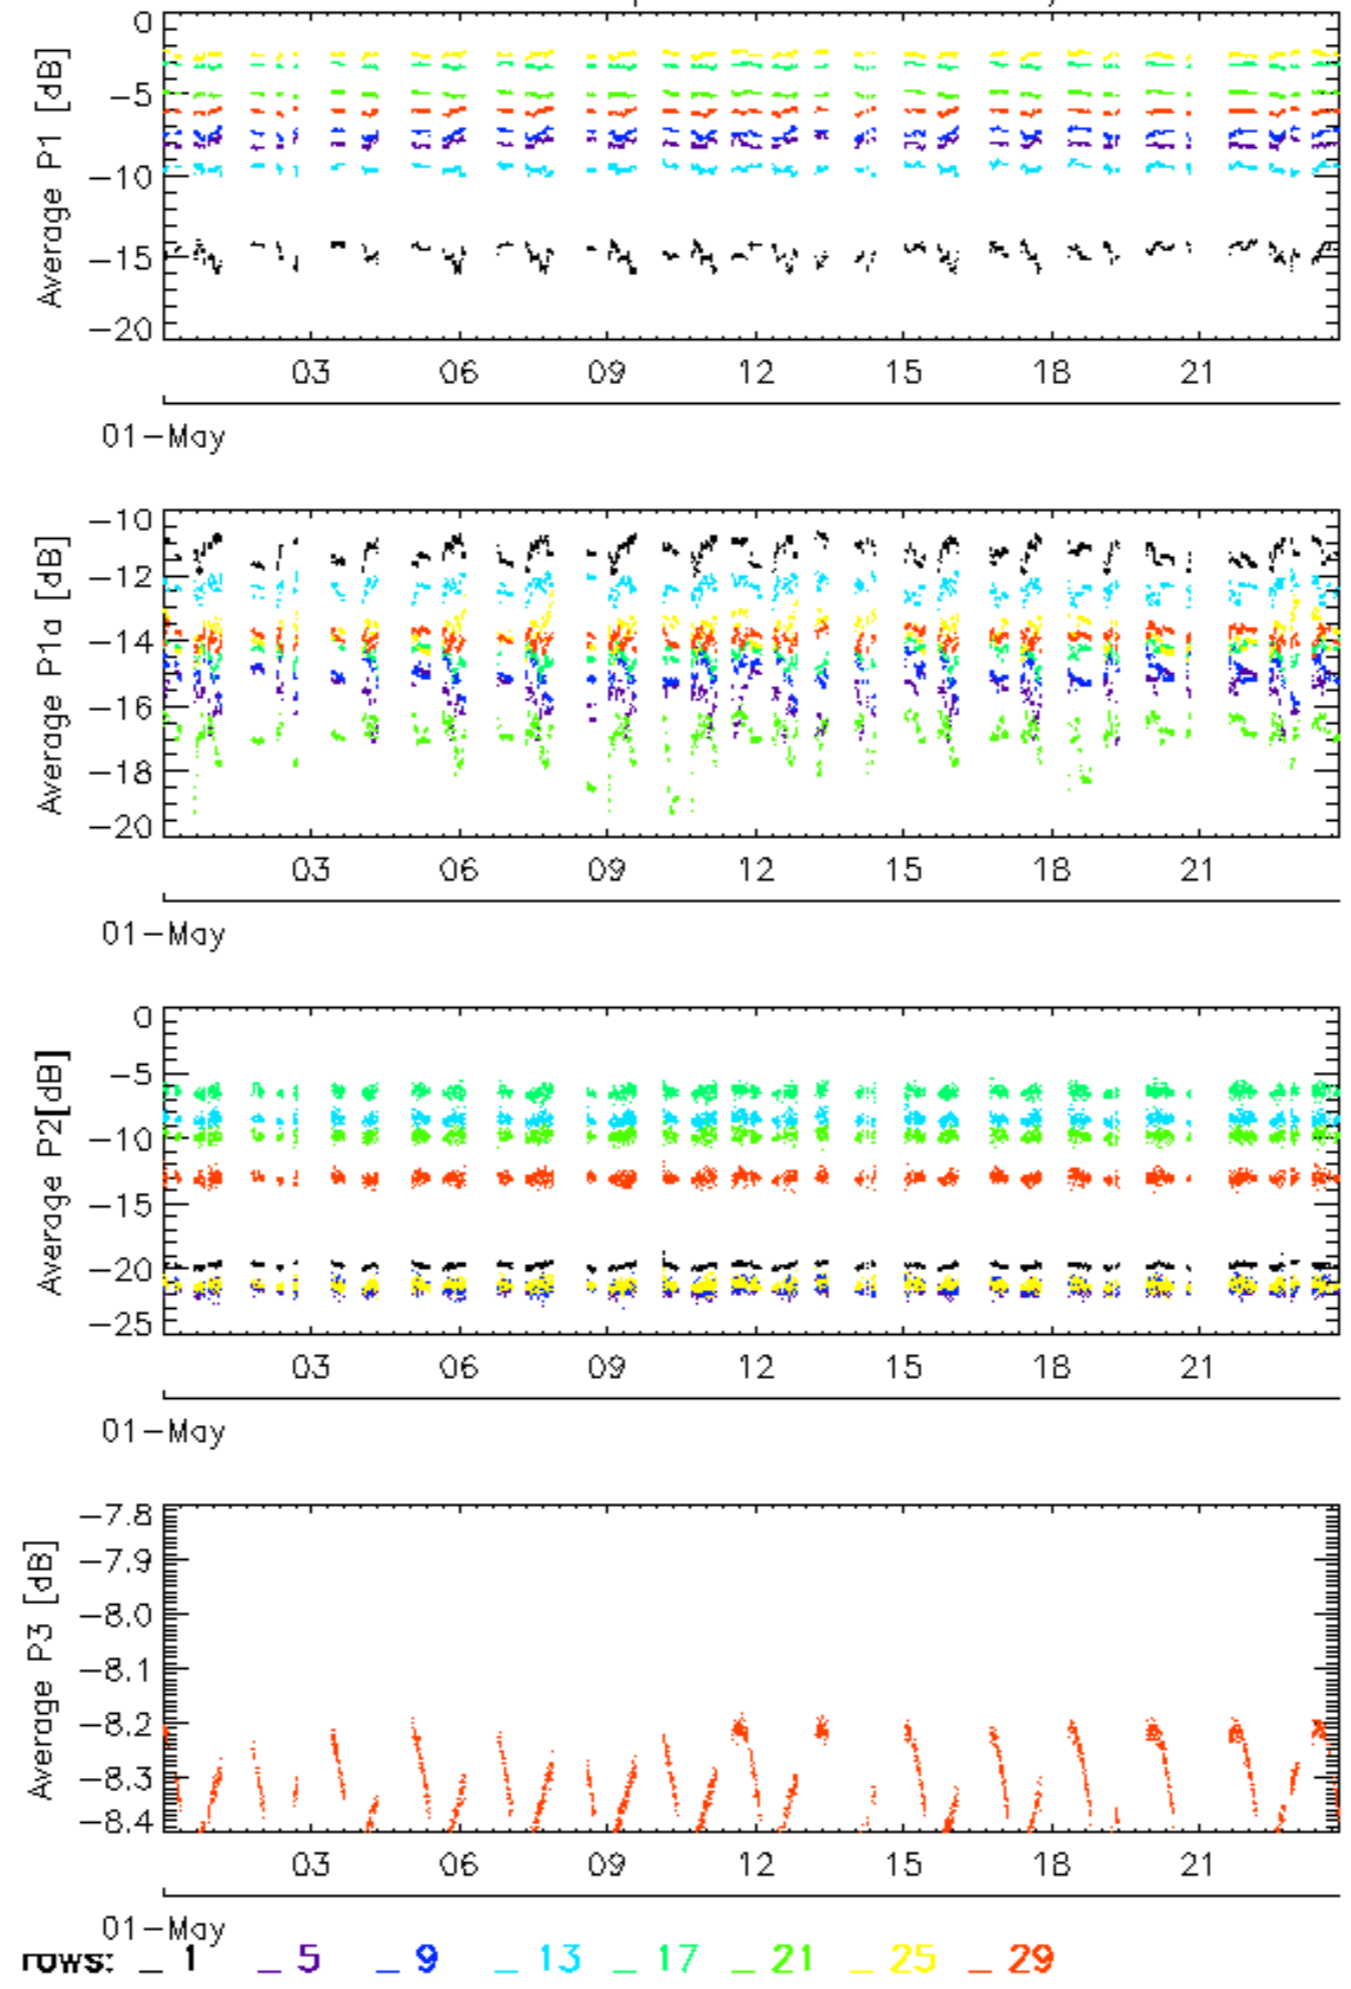 0
−5
−10
−15
−20
Average P1 [dB]
03 06 09 12 15 18 21
01−May
−10
−12
−14
−16
−18
−20
Average P1a [dB]
03 06 09 12 15 18 21
01−May
0
−5
−10
−15
−20
−25
Average P2[dB]
03 06 09 12 15 18 21
01−May
−7.8
−7.9
−8.0
−8.1
−8.2
−8.3
−8.4
Average P3 [dB]
03 06 09 12 15 18 21
01−May
rows: _ 1 _ 5 _ 9 _ 13 _ 17 _ 21 _ 25 _ 29